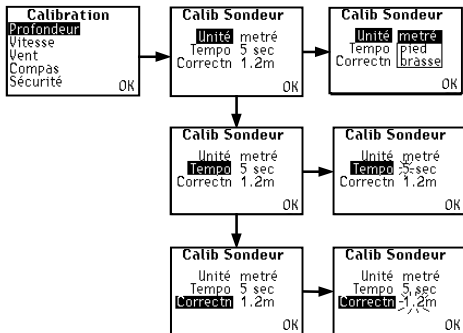 Calibration
Profondeur
Vitesse
Vent
Compas
Sécurité
OK
Calib Sondeur
Unité metré
Tempo 5 sec
Correctn 1.2m
OK
Calib Sondeur
Unité metré
Tempo pied
Correctn brasse
OK
Calib Sondeur
Unité metré
Tempo 5 sec
Correctn 1.2m
OK
Calib Sondeur
Unité metré
Tempo 5 sec
Correctn 1.2m
OK
Calib Sondeur
Unité metré
Tempo 5 sec
Correctn 1.2m
OK
Calib Sondeur
Unité metré
Tempo 5 sec
Correctn 1.2m
OK